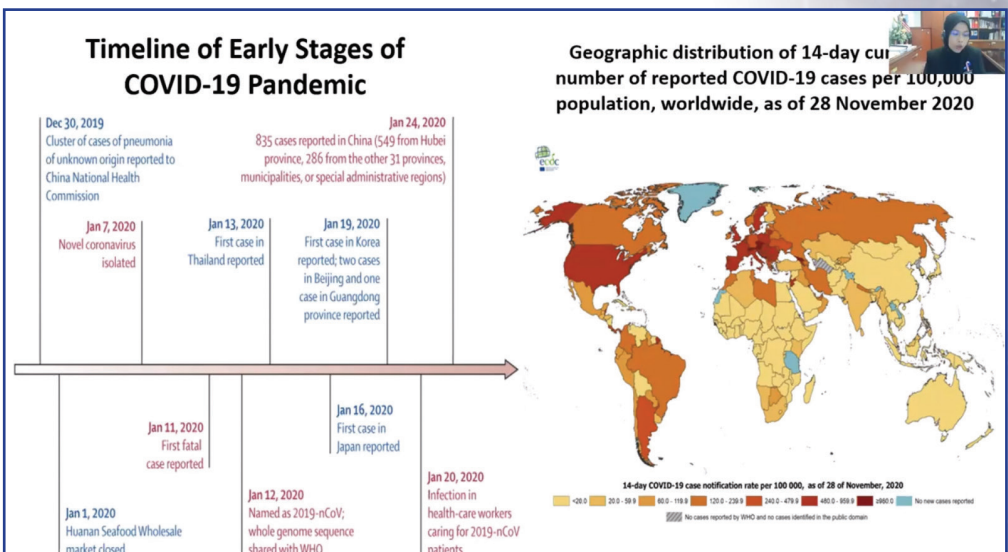 Timeline of Early Stages of
COVID-19 Pandemic
Dec 30, 2019
Cluster of cases of pneumonia
of unknown origin reported to
China National Health
Commission
Jan 24, 2020
835 cases reported in China (549 from Hubei
province, 286 from the other 31 provinces,
municipalities, or special administrative regions)
Jan 7, 2020
Novel coronavirus
isolated
Jan 13, 2020
First case in
Thailand reported
Jan 19, 2020
First case in Korea
reported; two cases
in Beijing and one
case in Guangdong
province reported
Jan 11, 2020
First fatal
case reported
Jan 16, 2020
First case in
Japan reported
Jan 1, 2020
Huanan Seafood Wholesale
market closed
Jan 12, 2020
Named as 2019-nCoV;
whole genome sequence
shared with WHO
Jan 20, 2020
Infection in
health-care workers
caring for 2019-nCoV
patients
Geographic distribution of 14-day
number of reported COVID-19 cases per 100,000
population, worldwide, as of 28 November 2020
ecdc
14-day COVID-19 case notification rate per 100 000, as of 28 of November, 2020
<20.0 20.0 - 59.9 60.0 - 119.9 120.0 - 239.9 240.0 - 479.9 480.0 - 959.9 ≥960.0 No new cases reported
No cases reported by WHO and no cases identified in the public domain